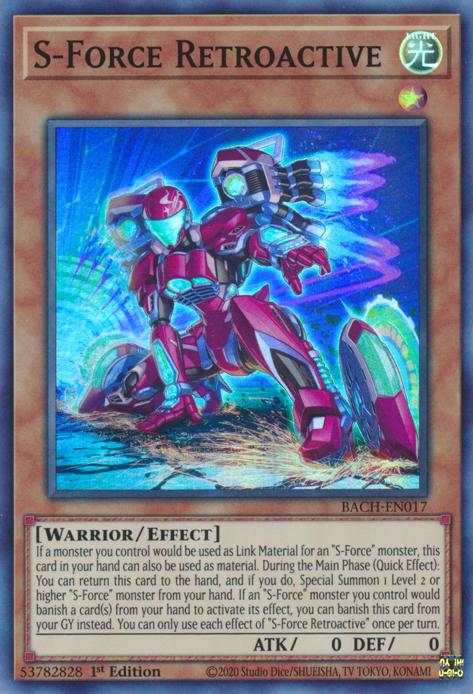 S-Force Retroactive
LIGHT
光
BACH-EN017
[Warrior/Effect]
If a monster you control would be used as Link Material for an "S-Force" monster, this
card in your hand can also be used as material. During the Main Phase (Quick Effect):
You can return this card to the hand, and if you do, Special Summon 1 Level 2 or
higher "S-Force" monster from your hand. If an "S-Force" monster you control would
banish a card(s) from your hand to activate its effect, you can banish this card from
your GY instead. You can only use each effect of "S-Force Retroactive" once per turn.
ATK/ 0 DEF/ 0
53782828 1st Edition ©2020 Studio Dice/SHUEISHA, TV TOKYO, KONAMI